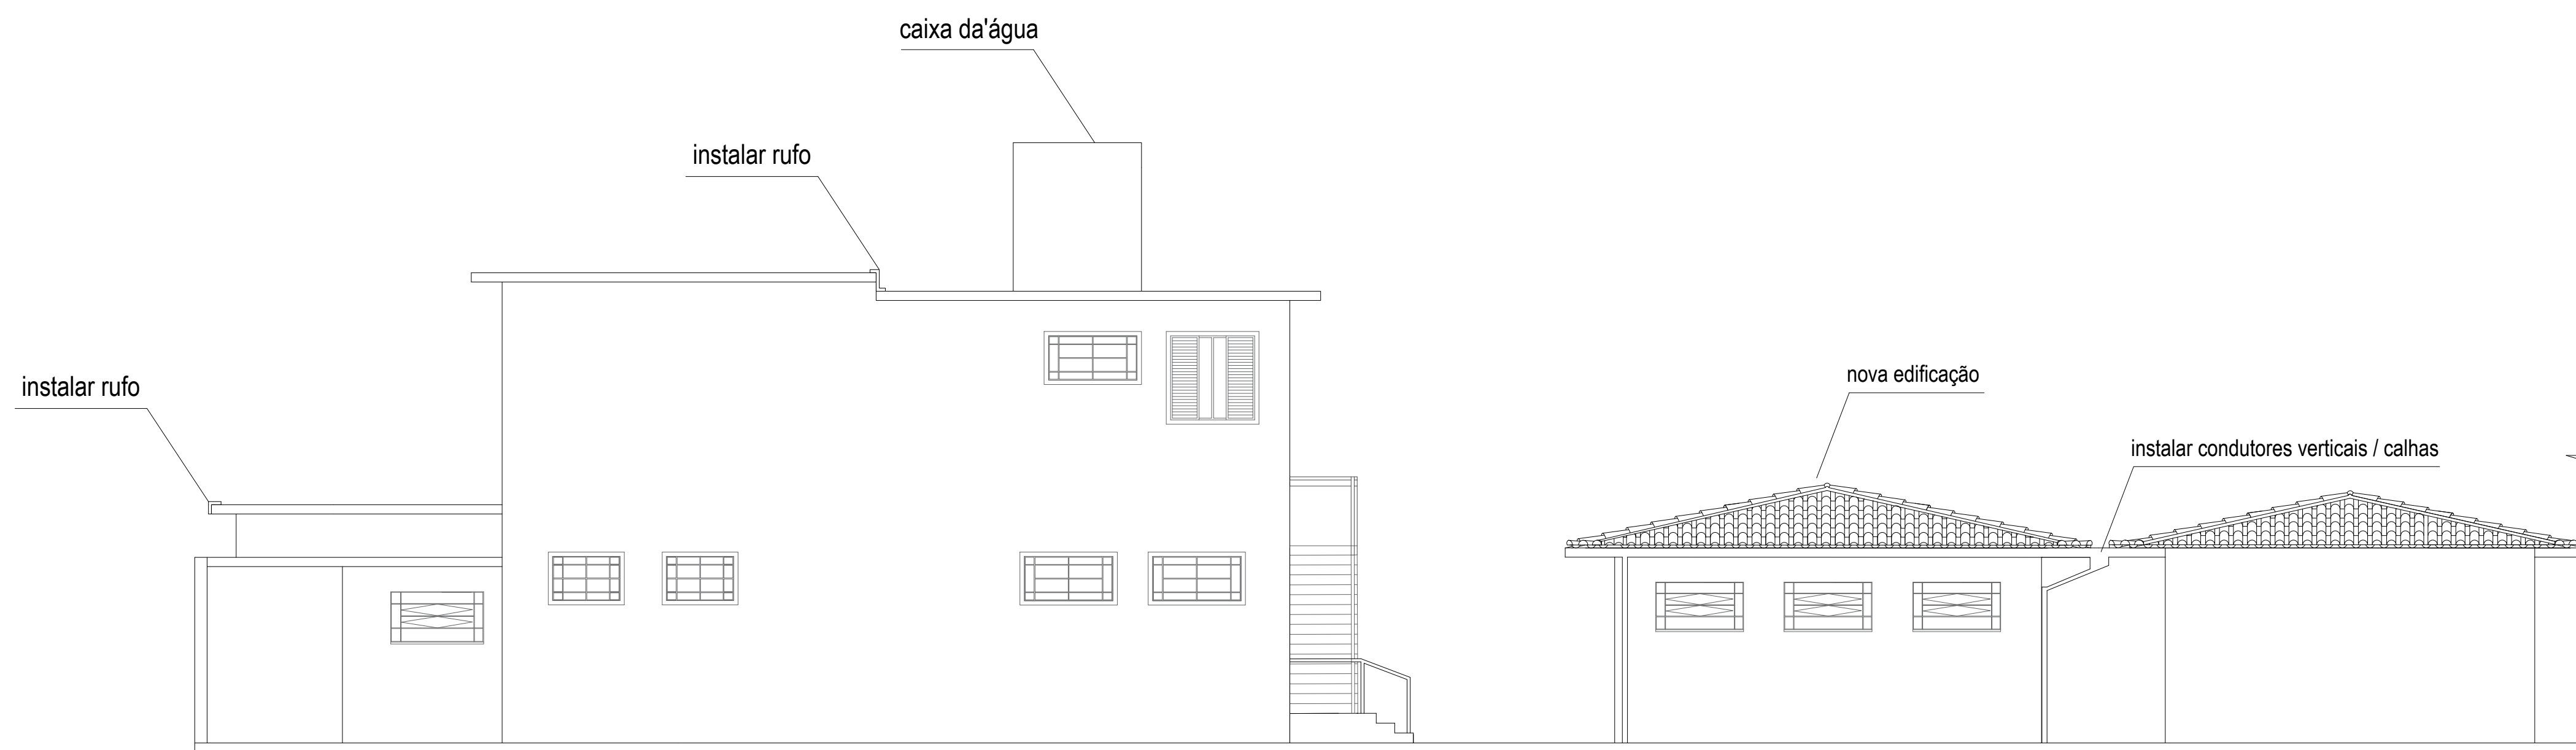 caixa da'água
instalar rufo
instalar rufo
nova edificação
instalar condutores verticais / calhas